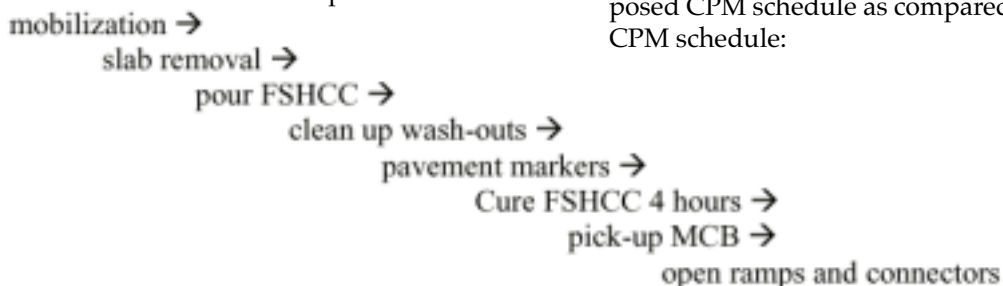 posed CPM schedule as compared
CPM schedule:
mobilization →
slab removal →
pour FSHCC →
clean up wash-outs →
pavement markers →
Cure FSHCC 4 hours →
pick-up MCB →
open ramps and connectors